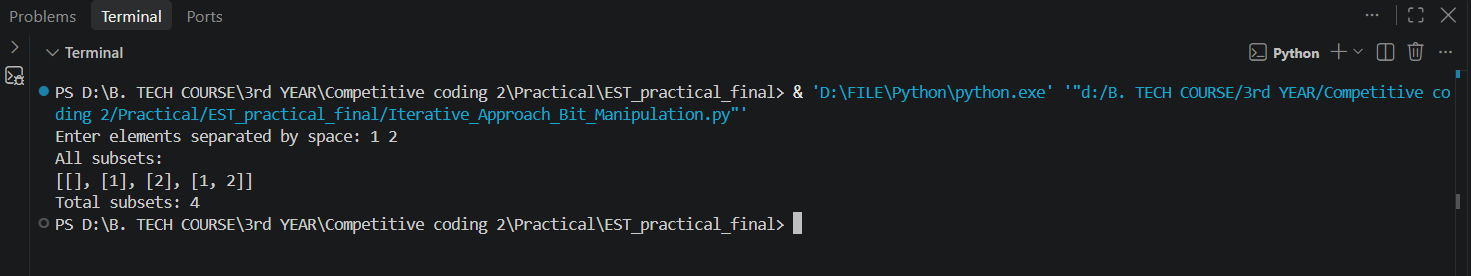 Problems Terminal Ports
Terminal Python
PS D:\B. TECH COURSE\3rd YEAR\Competitive coding 2\Practical\EST_practical_final> & 'D:\FILE\Python\python.exe' '"d:/B. TECH COURSE/3rd YEAR/Competitive co
ding 2/Practical/EST_practical_final/Iterative_Approach_Bit_Manipulation.py"'
Enter elements separated by space: 1 2
All subsets:
[[], [1], [2], [1, 2]]
Total subsets: 4
PS D:\B. TECH COURSE\3rd YEAR\Competitive coding 2\Practical\EST_practical_final>